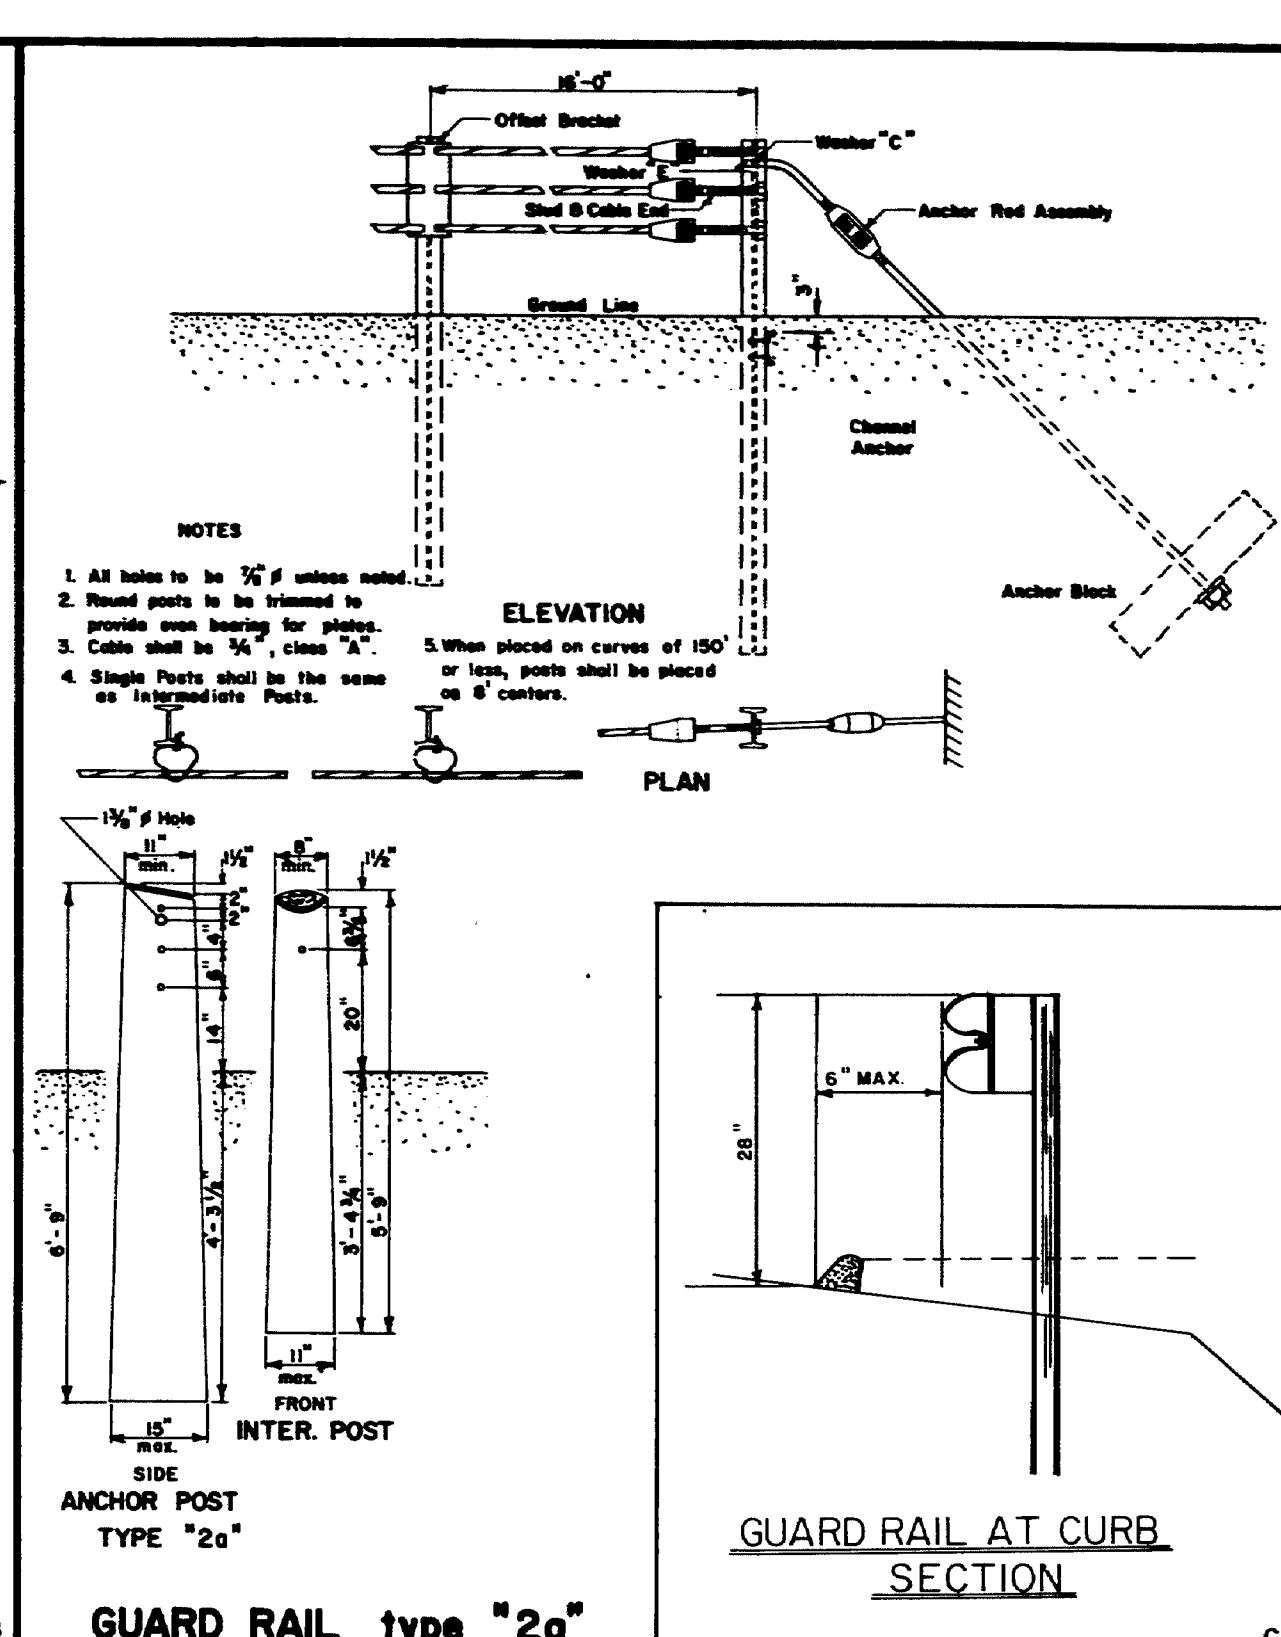 16'-0"
Offset Bracket
Washer "C"
Washer "E"
Stud & Cable End
Anchor Rod Assembly
3"
Ground Line
Channel
Anchor
Anchor Block
NOTES
1. All holes to be 7/8" ø unless noted.
2. Round posts to be trimmed to
provide even bearing for plates.
3. Cable shall be 3/4", class "A".
4. Single Posts shall be the same
as Intermediate Posts.
ELEVATION
5. When placed on curves of 150'
or less, posts shall be placed
on 8' centers.
PLAN
1 3/8" ø Hole
11"
min.
1 1/2"
2"
2"
4"
6"
14"
6'-9"
4'-3 1/2"
15"
max.
SIDE
ANCHOR POST
TYPE "2a"
8"
min.
1 1/2"
20"
3'-4 3/4"
5'-9"
11"
max.
FRONT
INTER. POST
6" MAX.
28"
GUARD RAIL AT CURB
SECTION
GUARD RAIL type "2a"